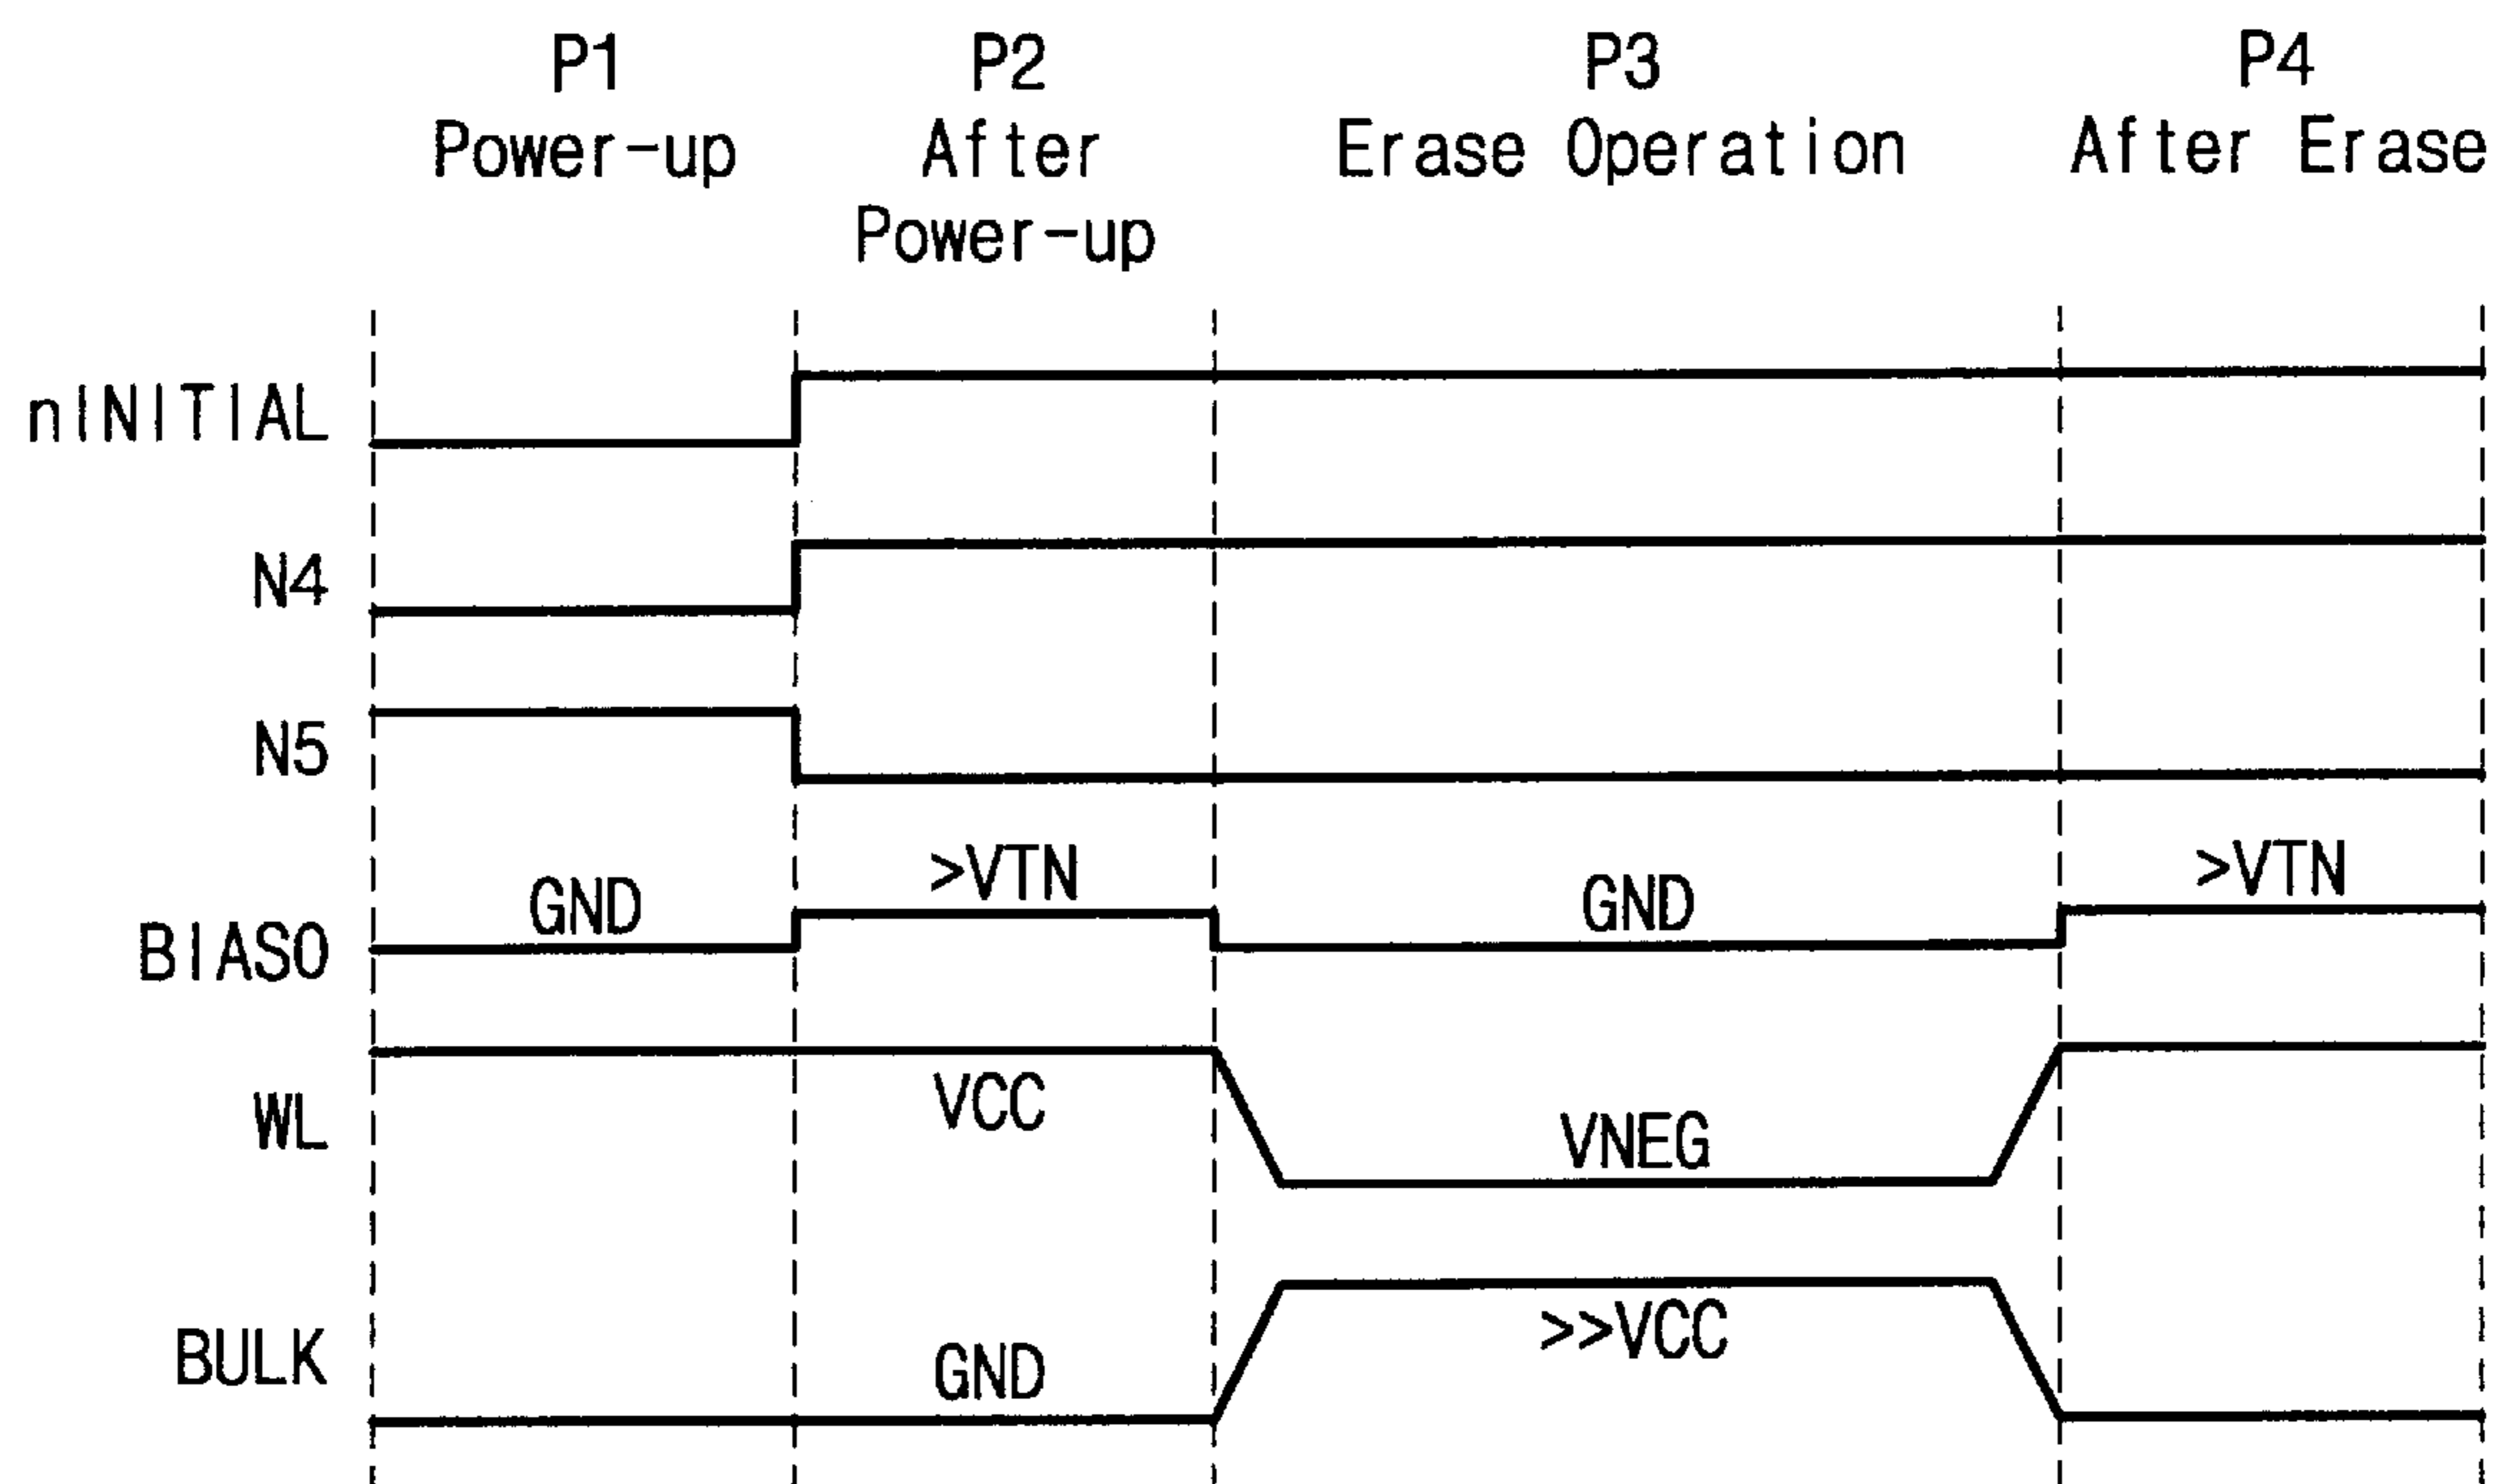 P1 P2 P3 P4
Power-up After Erase Operation After Erase
Power-up
nINITIAL
N4
N5
>VTN >VTN
GND GND
BIASO
VCC
WL VNEG
>>VCC
BULK GND